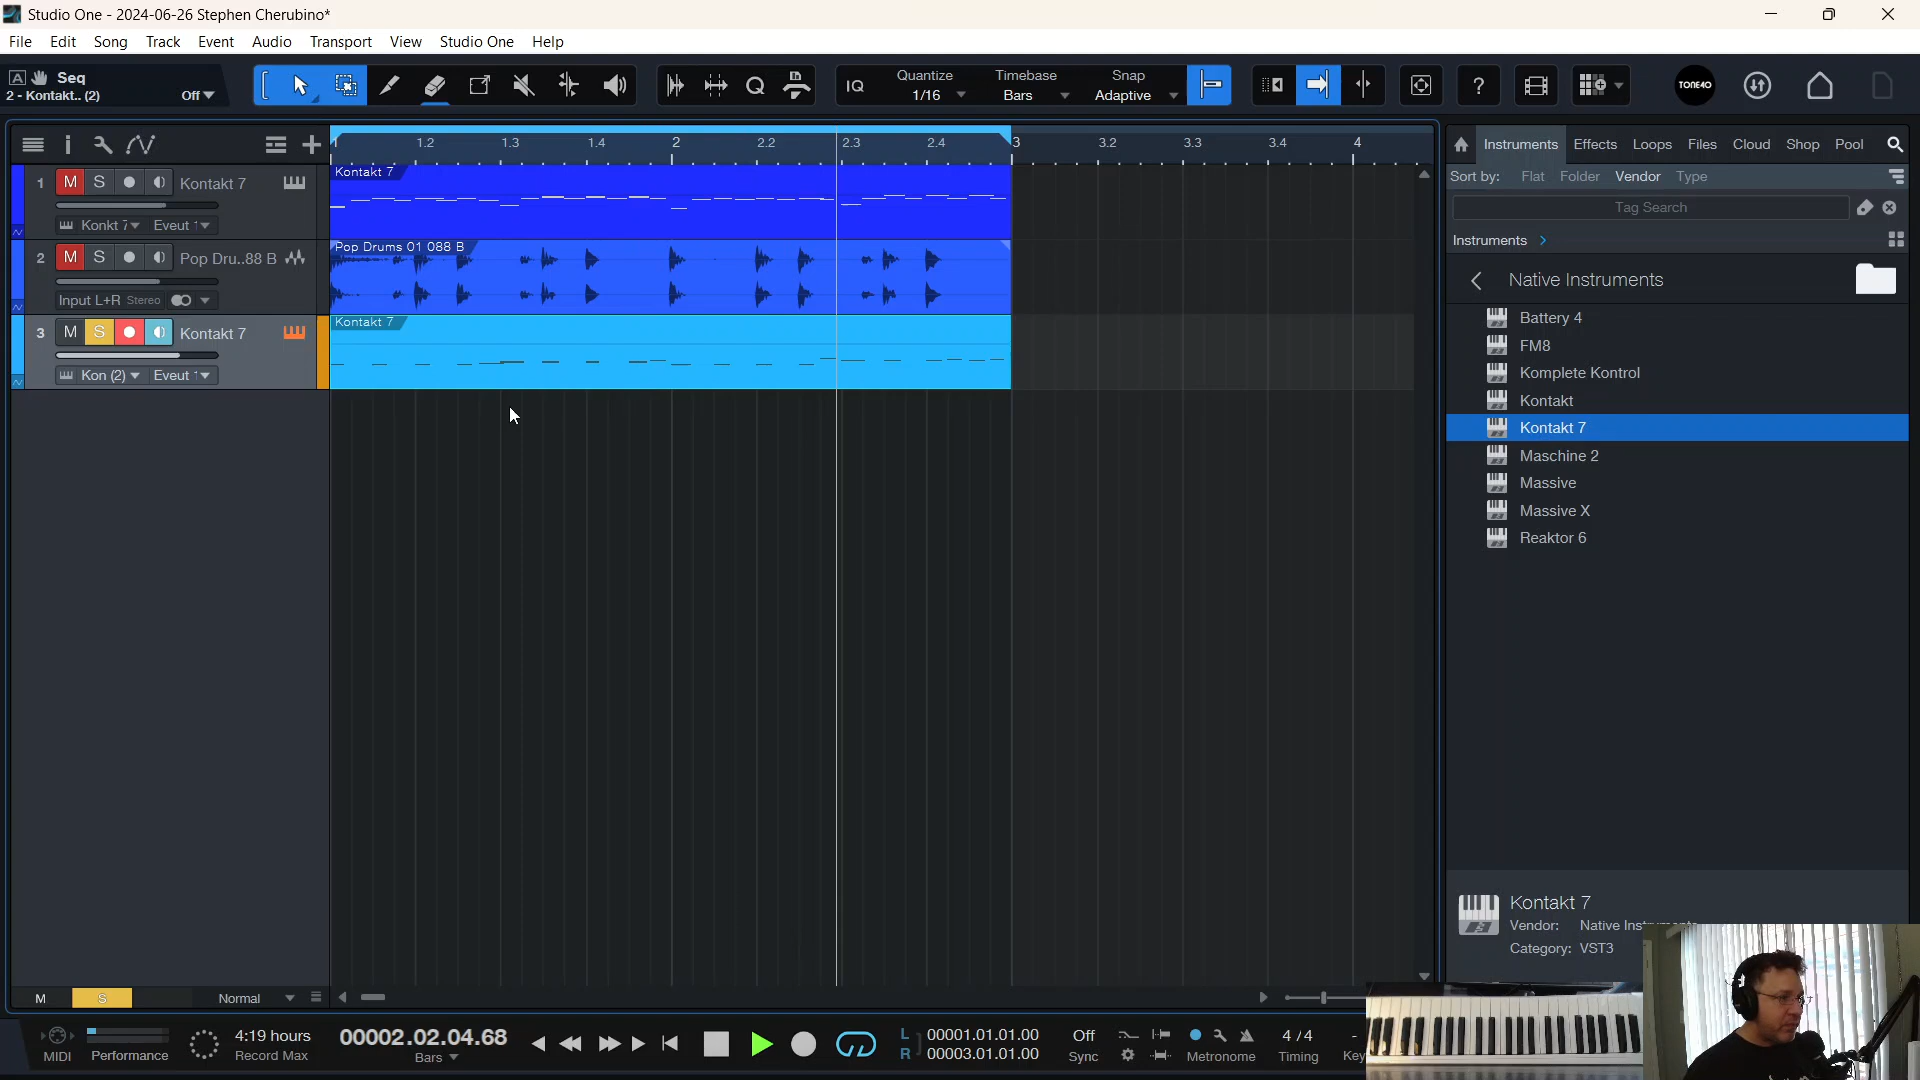 Studio One - 2024-06-26 Stephen Cherubino*
File Edit Song Track Event Audio Transport View Studio One Help
A Seq
2 - Kontakt.. (2) Off
IQ Quantize Timebase Snap
1/16 Bars Adaptive
Q
?
TONE40
1.2 1.3 1.4 2 2.2 2.3 2.4 3 3.2 3.3 3.4 4
1 M S Kontakt 7
Konkt 7 Eveut 1
Kontakt 7
2 M S Pop Dru..88 B
Input L+R Stereo
Pop Drums 01 088 B
3 M S Kontakt 7
Kon (2) Eveut 1
Kontakt 7
Instruments Effects Loops Files Cloud Shop Pool
Sort by: Flat Folder Vendor Type
Tag Search
Instruments
Native Instruments
Battery 4
FM8
Komplete Kontrol
Kontakt
Kontakt 7
Maschine 2
Massive
Massive X
Reaktor 6
Kontakt 7
Vendor: Native Instruments
Category: VST3
M S Normal
MIDI
Performance
4:19 hours
Record Max
00002.02.04.68
Bars
L 00001.01.01.00
R 00003.01.01.00
Off
Sync
Metronome
4 / 4
Timing
-
Key